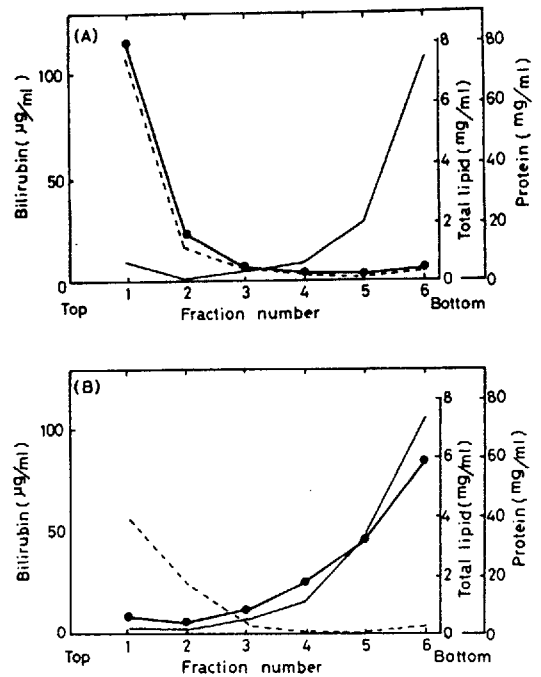 (A)
Bilirubin (µg/ml)
100
50
0
8
6
4
2
0
Total lipid (mg/ml)
80
60
40
20
0
Protein (mg/ml)
1 2 3 4 5 6
Top Fraction number Bottom
(B)
Bilirubin (µg/ml)
100
50
0
8
6
4
2
0
Total lipid (mg/ml)
80
60
40
20
0
Protein (mg/ml)
1 2 3 4 5 6
Top Fraction number Bottom